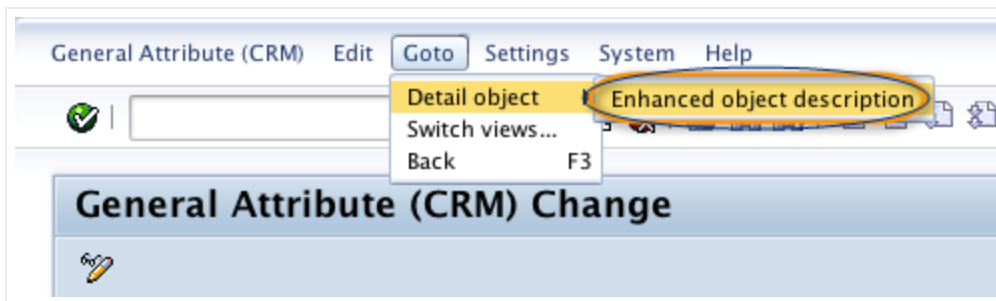 General Attribute (CRM) Edit Goto Settings System Help
Detail object Enhanced object description
Switch views...
Back F3
General Attribute (CRM) Change